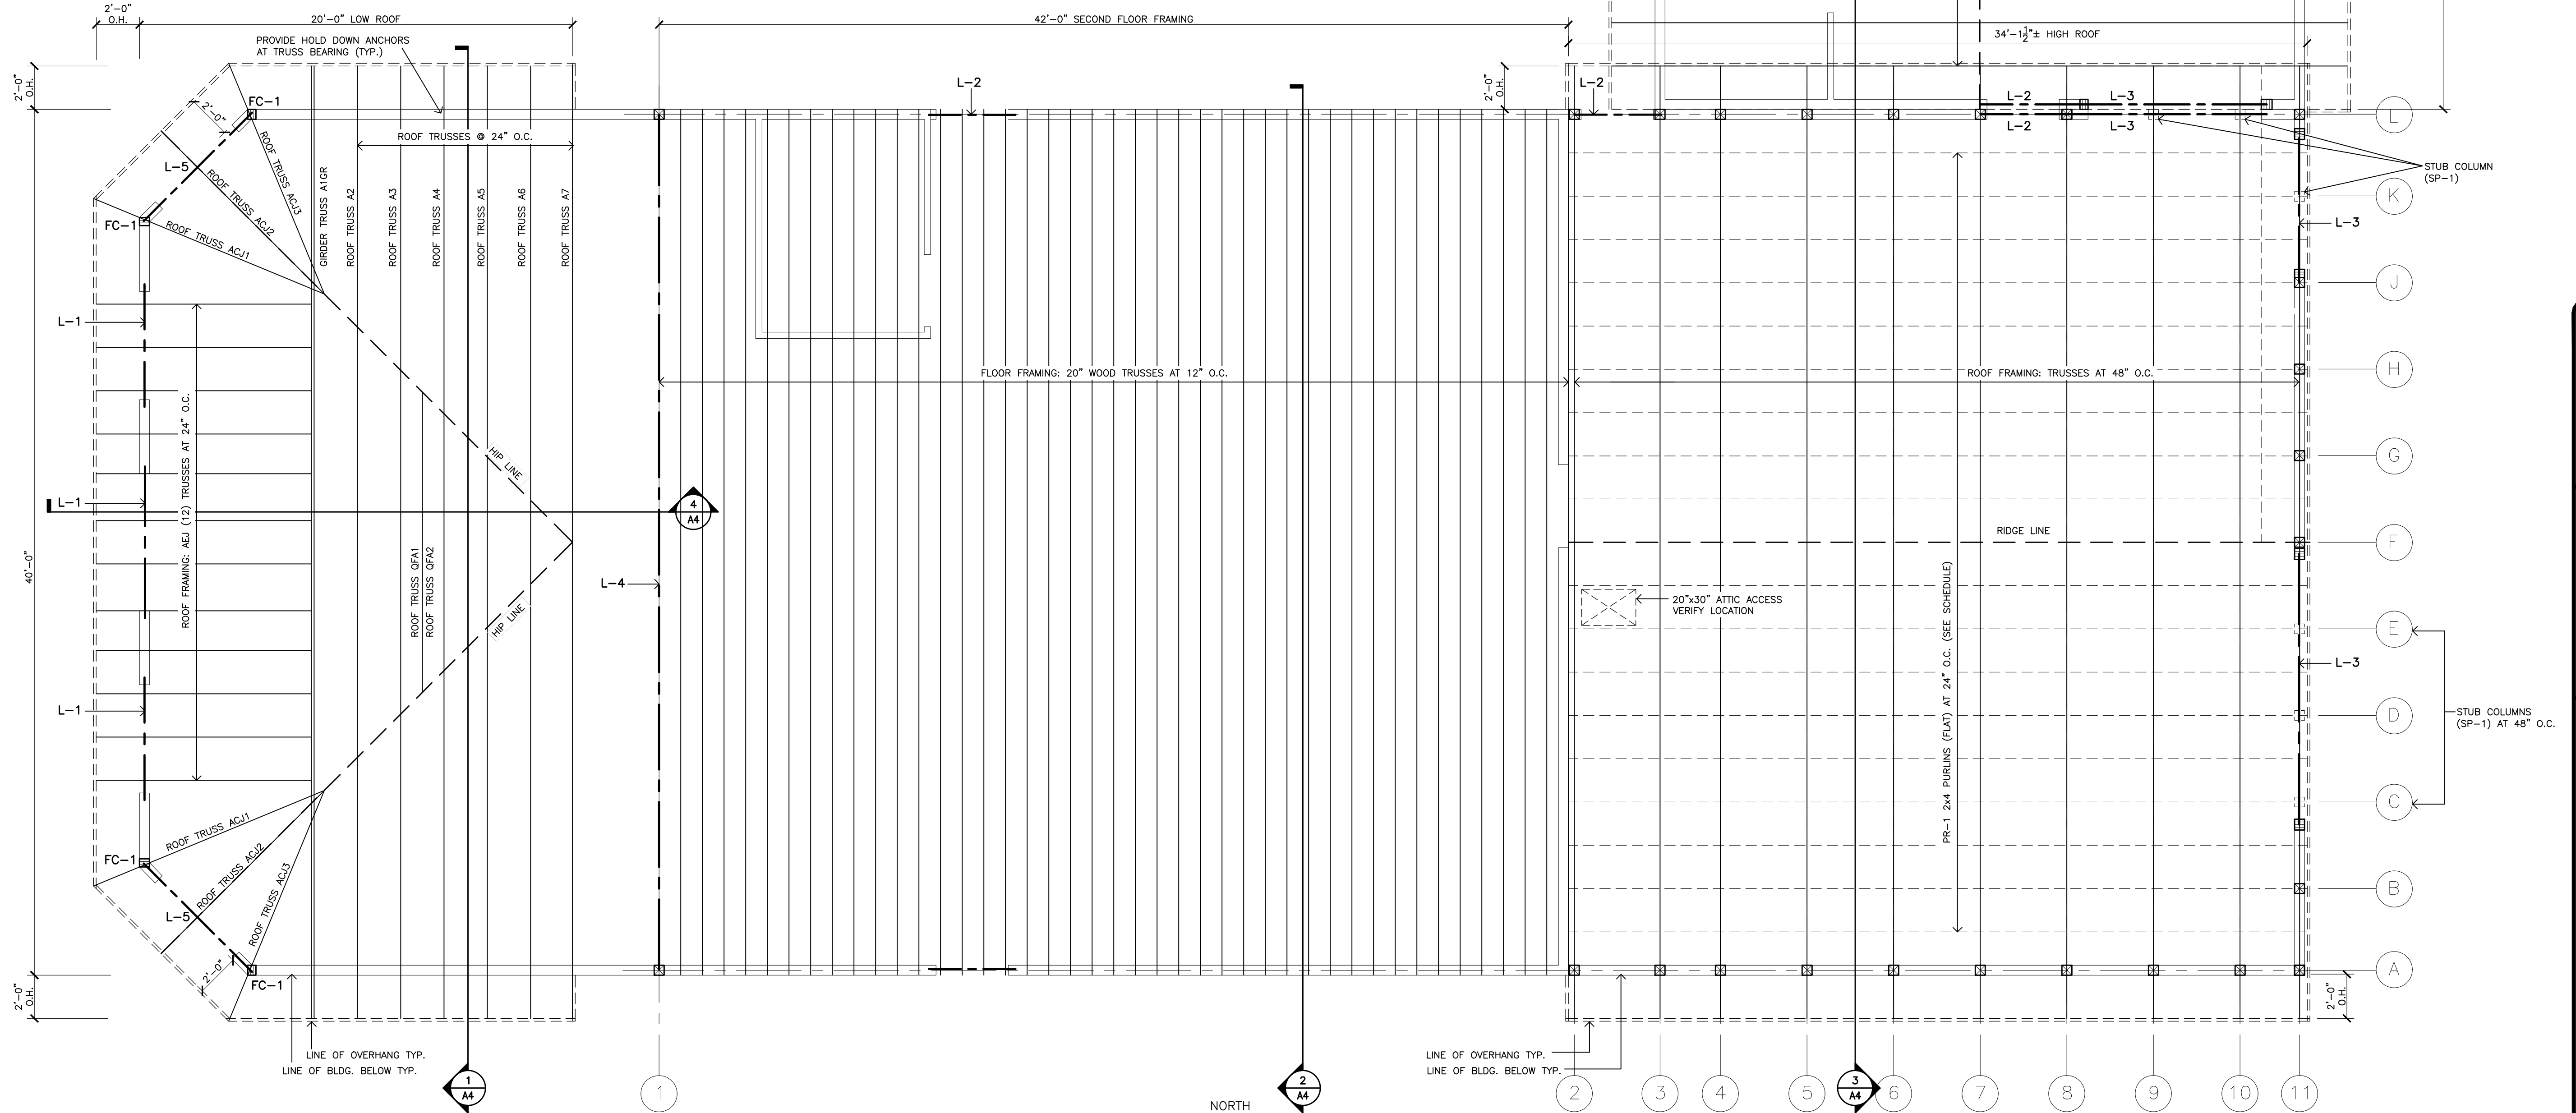 2'-0"
O.H.
20'-0" LOW ROOF
42'-0" SECOND FLOOR FRAMING
34'-1 1/2"± HIGH ROOF
PROVIDE HOLD DOWN ANCHORS
AT TRUSS BEARING (TYP.)
2'-0"
O.H.
2'-0"
O.H.
FC-1
2'-0"
L-2
L-2
L-2
L-3
L-2
L-3
L
ROOF TRUSSES @ 24" O.C.
L-5
ROOF TRUSS ACJ3
ROOF TRUSS ACJ2
ROOF TRUSS ACJ1
FC-1
GIRDER TRUSS A1GR
ROOF TRUSS A2
ROOF TRUSS A3
ROOF TRUSS A4
ROOF TRUSS A5
ROOF TRUSS A6
ROOF TRUSS A7
STUB COLUMN
(SP-1)
K
L-3
J
L-1
FLOOR FRAMING: 20" WOOD TRUSSES AT 12" O.C.
ROOF FRAMING: TRUSSES AT 48" O.C.
H
G
HIP LINE
L-1
4
A4
ROOF FRAMING: AEJ (12) TRUSSES AT 24" O.C.
40'-0"
RIDGE LINE
F
ROOF TRUSS QFA1
ROOF TRUSS QFA2
L-4
HIP LINE
20"x30" ATTIC ACCESS
VERIFY LOCATION
PR-1 2x4 PURLINS (FLAT) AT 24" O.C. (SEE SCHEDULE)
E
L-3
L-1
D
STUB COLUMNS
(SP-1) AT 48" O.C.
C
ROOF TRUSS ACJ1
ROOF TRUSS ACJ2
ROOF TRUSS ACJ3
FC-1
L-5
B
2'-0"
FC-1
A
2'-0"
O.H.
2'-0"
O.H.
LINE OF OVERHANG TYP.
LINE OF BLDG. BELOW TYP.
LINE OF OVERHANG TYP.
LINE OF BLDG. BELOW TYP.
1
A4
1
NORTH
2
A4
2
3
4
5
3
A4
6
7
8
9
10
11